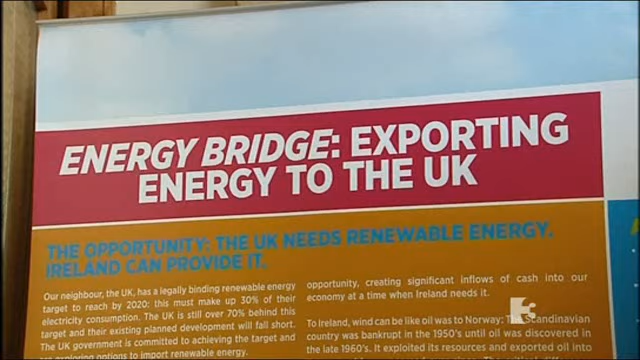 ENERGY BRIDGE: EXPORTING
ENERGY TO THE UK
THE OPPORTUNITY: THE UK NEEDS RENEWABLE ENERGY.
IRELAND CAN PROVIDE IT.
Our neighbour, the UK, has a legally binding renewable energy
target to reach by 2020: this must make up 30% of their
electricity consumption. The UK is still over 70% behind this
target and their existing planned development will fall short.
The UK government is committed to achieving the target and
are exploring options to import renewable energy.
opportunity, creating significant inflows of cash into our
economy at a time when Ireland needs it.
To Ireland, wind can be like oil was to Norway: The Scandinavian
country was bankrupt in the 1950's until oil was discovered in
the late 1960's. It exploited its resources and exported oil into
3